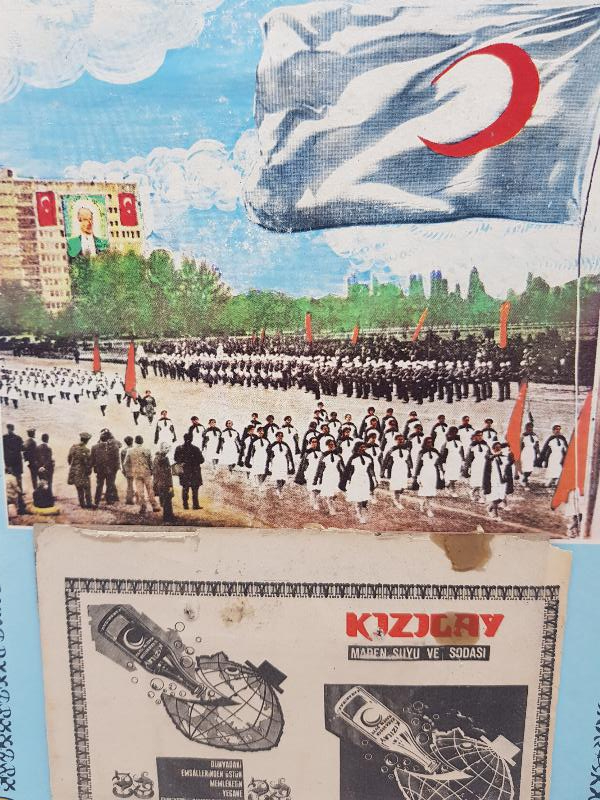 KIZILAY
MADEN SUYU VE SODASI
DÜNYADAKİ
EMSALLERİNDEN ÜSTÜN
MEMLEKETİN
YEGANE